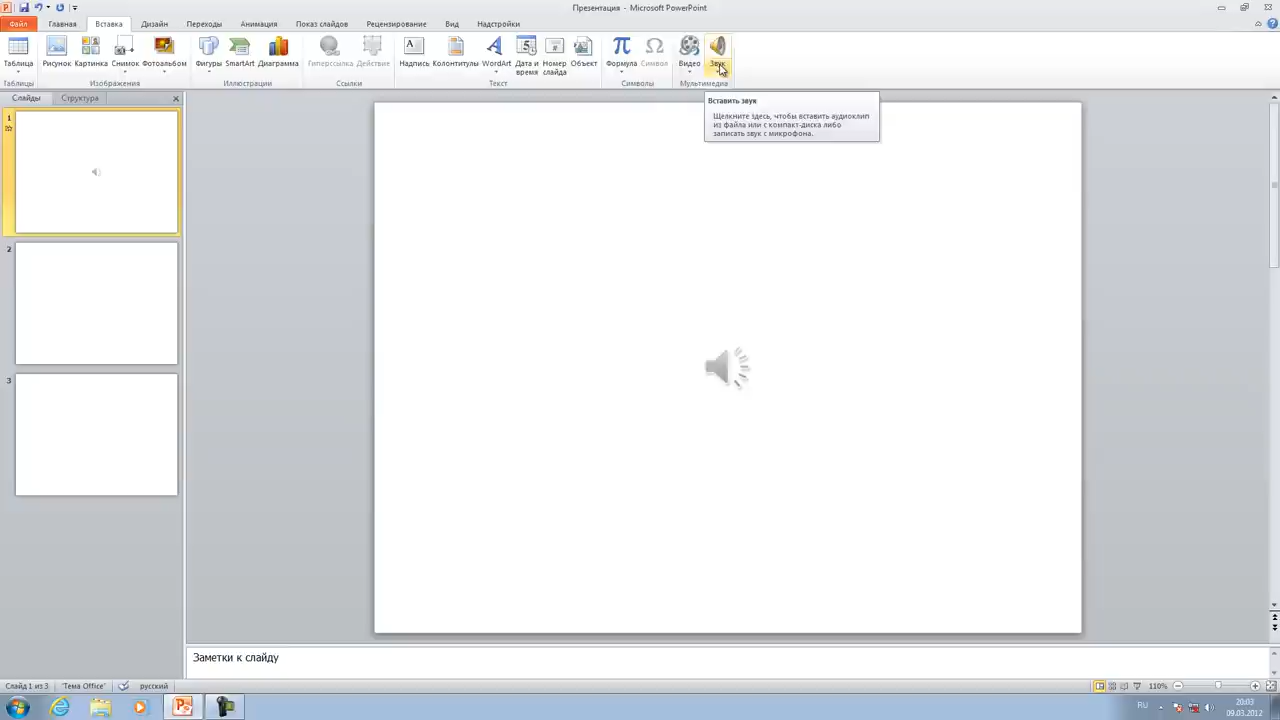 Презентация - Microsoft PowerPoint
Файл Главная Вставка Дизайн Переходы Анимация Показ слайдов Рецензирование Вид Надстройки
Таблица Рисунок Картинка Снимок Фотоальбом Фигуры SmartArt Диаграмма Гиперссылка Действие Надпись Колонтитулы WordArt Дата и время Номер слайда Объект Формула Символ Видео Звук
Таблицы Изображения Иллюстрации Ссылки Текст Символы Мультимедиа
Слайды Структура
Вставить звук
Щелкните здесь, чтобы вставить аудиоклип
из файла или с компакт-диска либо
записать звук с микрофона.
1
2
3
Заметки к слайду
Слайд 1 из 3 "Тема Office" русский 110%
RU 20:03
09.03.2012